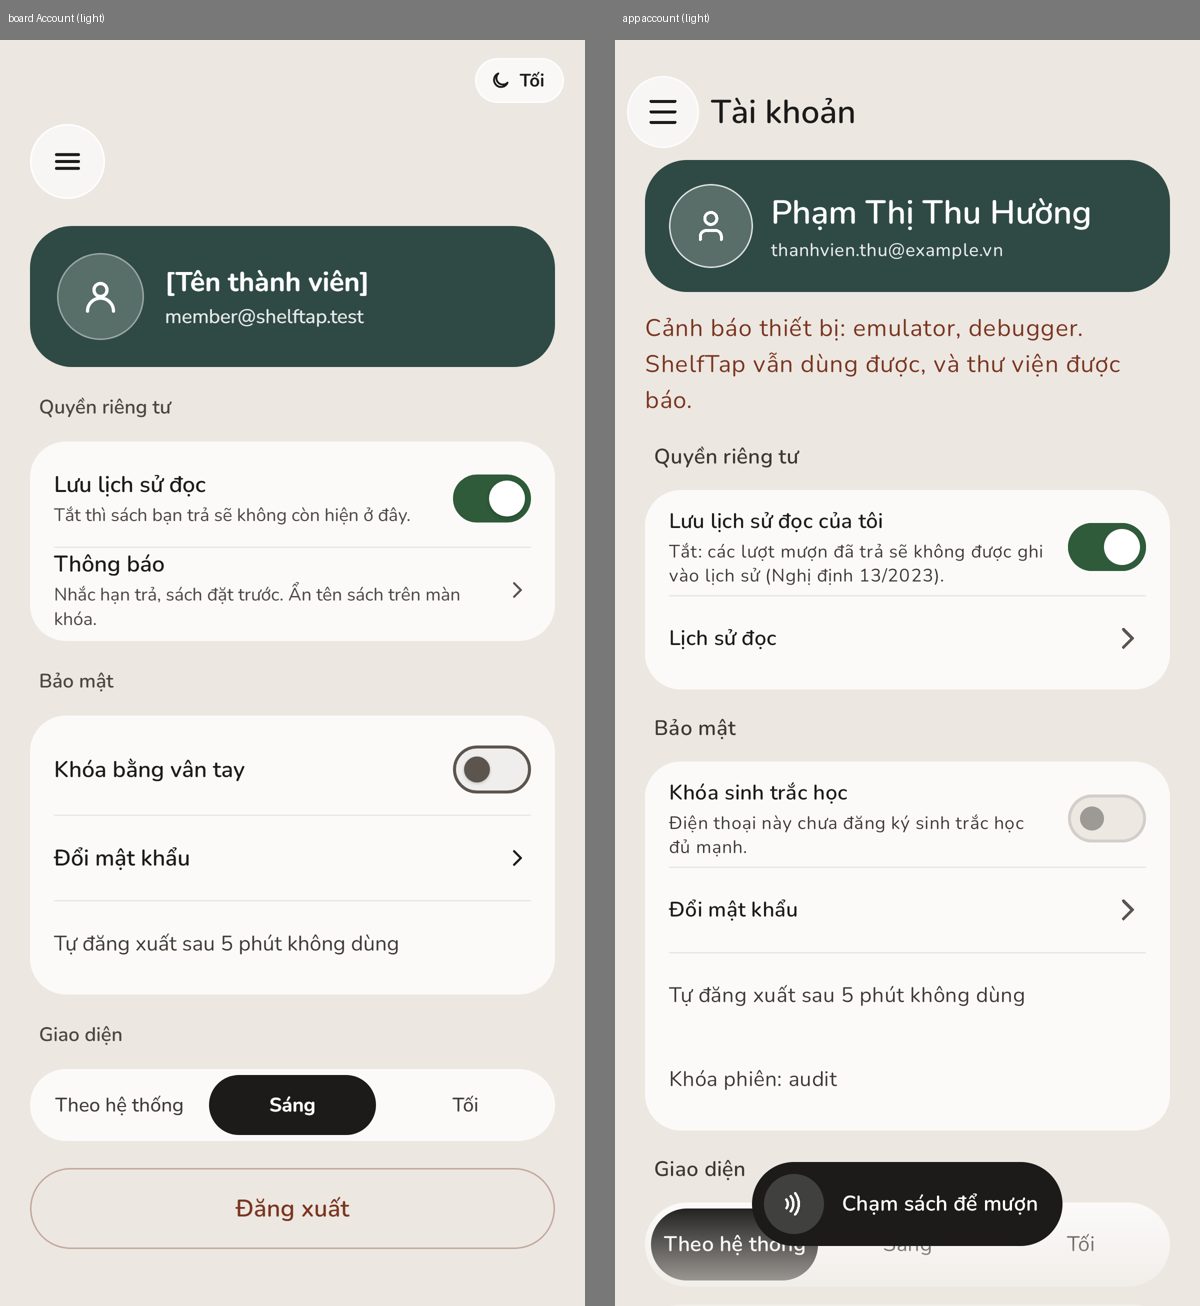 board Account (light)
Tối
[Tên thành viên]
member@shelftap.test
Quyền riêng tư
Lưu lịch sử đọc
Tắt thì sách bạn trả sẽ không còn hiện ở đây.
Thông báo
Nhắc hạn trả, sách đặt trước. Ẩn tên sách trên màn
khóa.
Bảo mật
Khóa bằng vân tay
Đổi mật khẩu
Tự đăng xuất sau 5 phút không dùng
Giao diện
Theo hệ thống
Sáng
Tối
Đăng xuất
app account (light)
Tài khoản
Phạm Thị Thu Hường
thanhvien.thu@example.vn
Cảnh báo thiết bị: emulator, debugger.
ShelfTap vẫn dùng được, và thư viện được
báo.
Quyền riêng tư
Lưu lịch sử đọc của tôi
Tắt: các lượt mượn đã trả sẽ không được ghi
vào lịch sử (Nghị định 13/2023).
Lịch sử đọc
Bảo mật
Khóa sinh trắc học
Điện thoại này chưa đăng ký sinh trắc học
đủ mạnh.
Đổi mật khẩu
Tự đăng xuất sau 5 phút không dùng
Khóa phiên: audit
Giao diện
Chạm sách để mượn
Theo hệ thống
Sáng
Tối